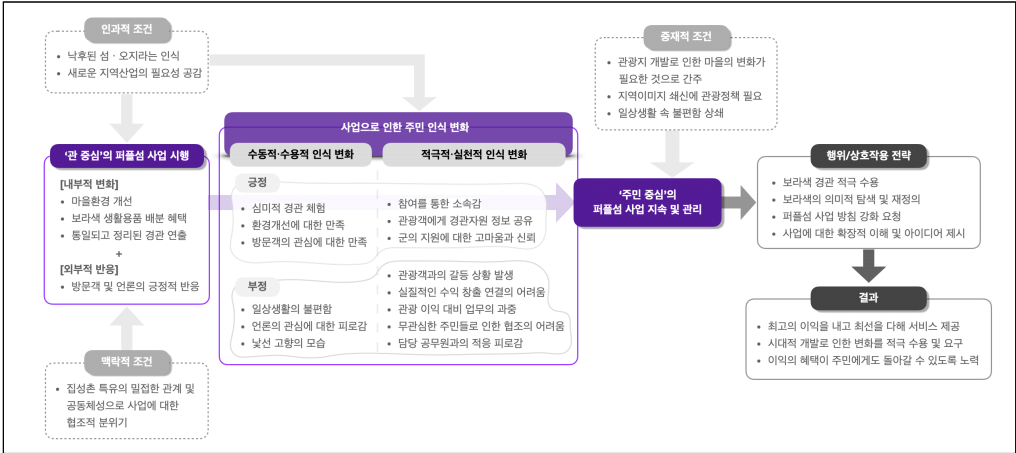 인과적 조건
• 낙후된 섬 · 오지라는 인식
• 새로운 지역산업의 필요성 공감
'관 중심'의 퍼플섬 사업 시행
[내부적 변화]
• 마을환경 개선
• 보라색 생활용품 배분 혜택
• 통일되고 정리된 경관 연출
+
[외부적 반응]
• 방문객 및 언론의 긍정적 반응
맥락적 조건
• 집성촌 특유의 밀접한 관계 및
공동체성으로 사업에 대한
협조적 분위기
사업으로 인한 주민 인식 변화
수동적·수용적 인식 변화
적극적·실천적 인식 변화
긍정
• 심미적 경관 체험
• 환경개선에 대한 만족
• 방문객의 관심에 대한 만족
• 참여를 통한 소속감
• 관광객에게 경관자원 정보 공유
• 군의 지원에 대한 고마움과 신뢰
부정
• 일상생활의 불편함
• 언론의 관심에 대한 피로감
• 낯선 고향의 모습
• 관광객과의 갈등 상황 발생
• 실질적인 수익 창출 연결의 어려움
• 관광 이익 대비 업무의 과중
• 무관심한 주민들로 인한 협조의 어려움
• 담당 공무원과의 적응 피로감
중재적 조건
• 관광지 개발로 인한 마을의 변화가
필요한 것으로 간주
• 지역이미지 쇄신에 관광정책 필요
• 일상생활 속 불편함 상쇄
'주민 중심'의
퍼플섬 사업 지속 및 관리
행위/상호작용 전략
• 보라색 경관 적극 수용
• 보라색의 의미적 탐색 및 재정의
• 퍼플섬 사업 방침 강화 요청
• 사업에 대한 확장적 이해 및 아이디어 제시
결과
• 최고의 이익을 내고 최선을 다해 서비스 제공
• 시대적 개발로 인한 변화를 적극 수용 및 요구
• 이익의 혜택이 주민에게도 돌아갈 수 있도록 노력